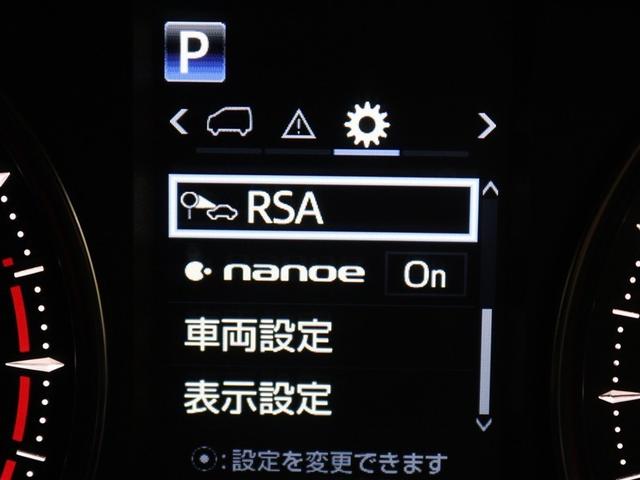 P
RSA
nanoe On
車両設定
表示設定
:設定を変更できます